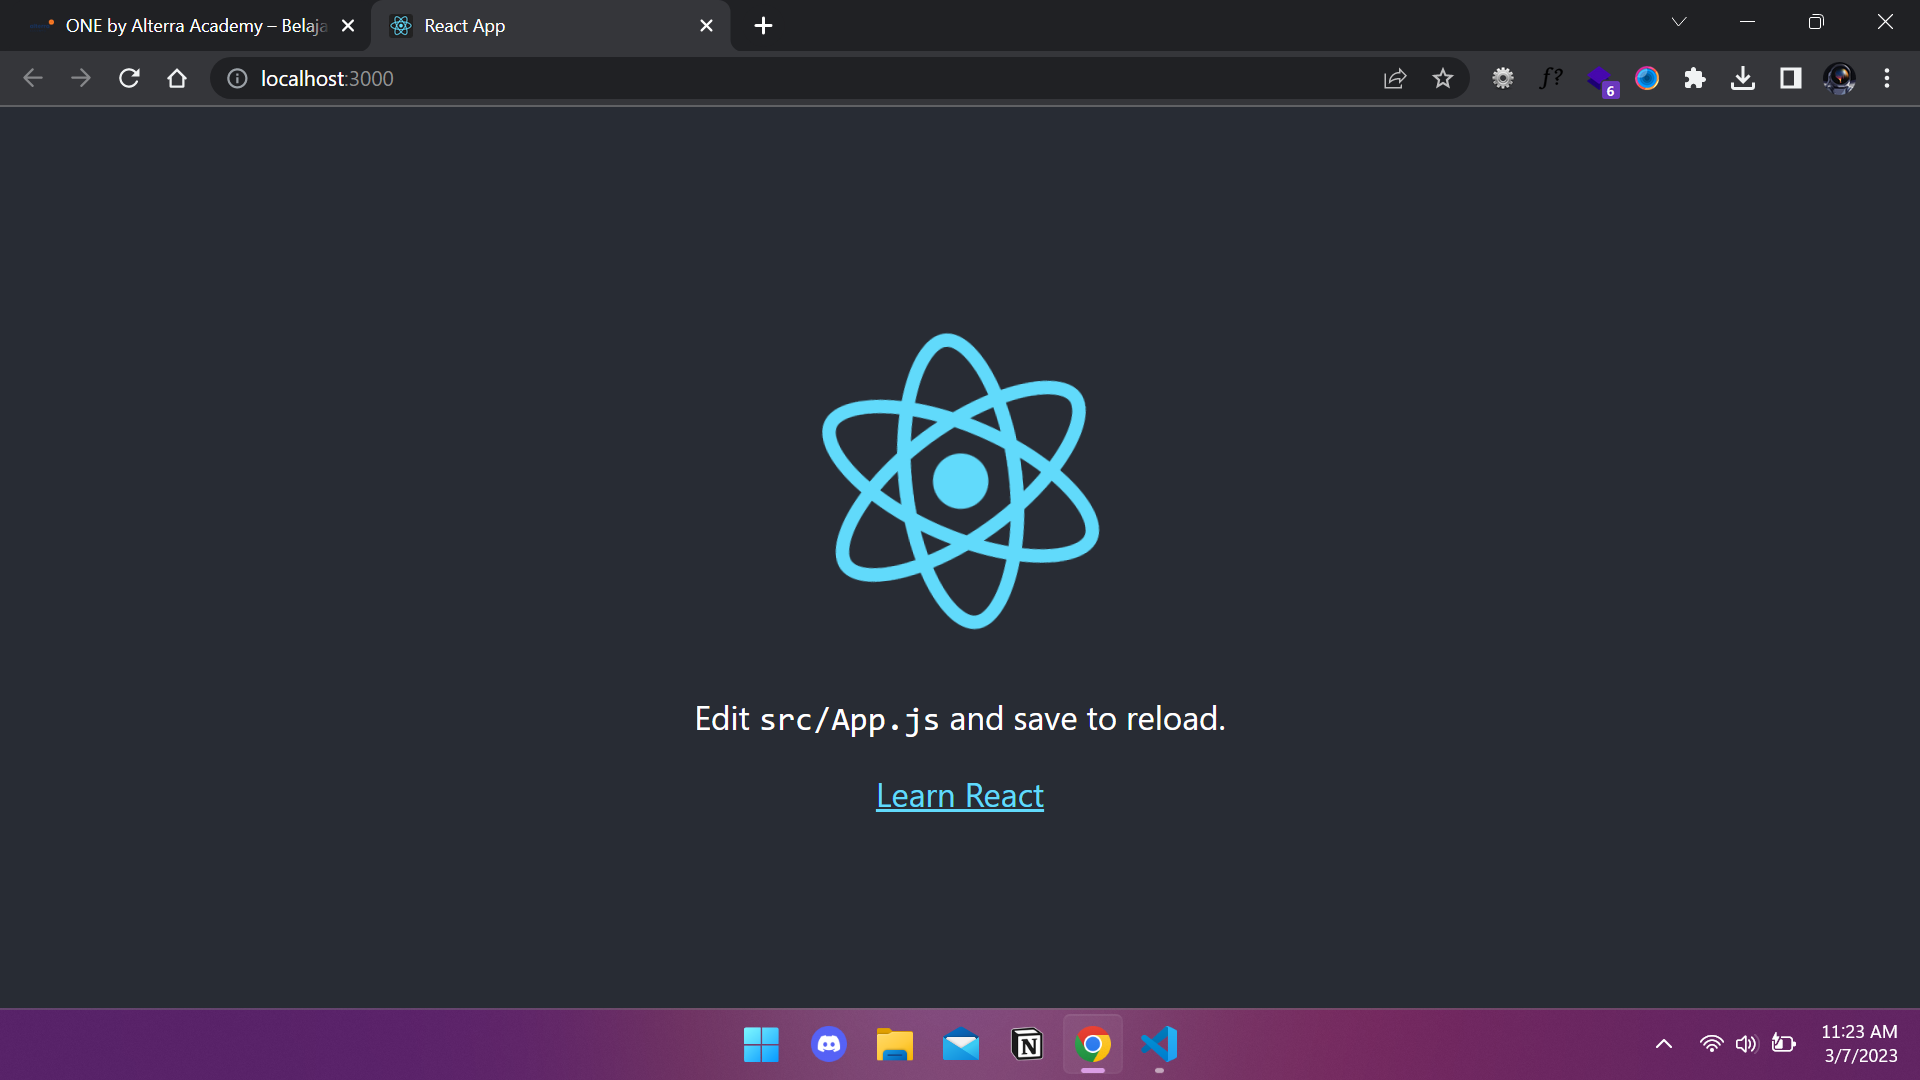 ONE by Alterra Academy – Belaja
React App
localhost:3000
f?
6
Edit src/App.js and save to reload.
Learn React
N
11:23 AM
3/7/2023